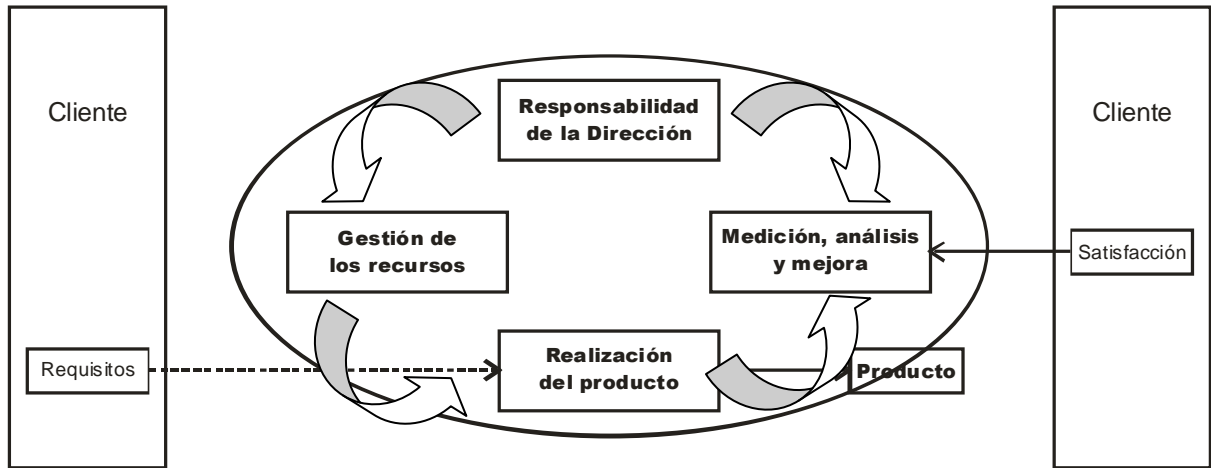 Cliente
Responsabilidad
de la Dirección
Cliente
Gestión de
los recursos
Medición, análisis
y mejora
Satisfacción
Requisitos
Realización
del producto
Producto